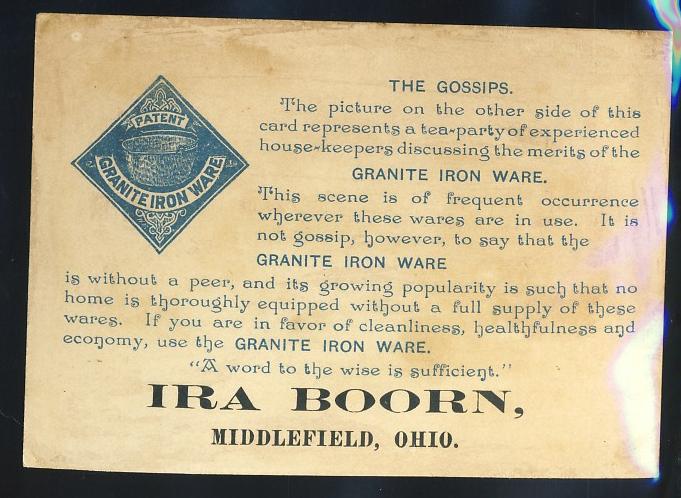 PATENT
GRANITE IRON WARE
THE GOSSIPS.
The picture on the other side of this
card represents a tea-party of experienced
house-keepers discussing the merits of the
GRANITE IRON WARE.
This scene is of frequent occurrence
wherever these wares are in use. It is
not gossip, however, to say that the
GRANITE IRON WARE
is without a peer, and its growing popularity is such that no
home is thoroughly equipped without a full supply of these
wares. If you are in favor of cleanliness, healthfulness and
economy, use the GRANITE IRON WARE.
"A word to the wise is sufficient."
IRA BOORN,
MIDDLEFIELD, OHIO.